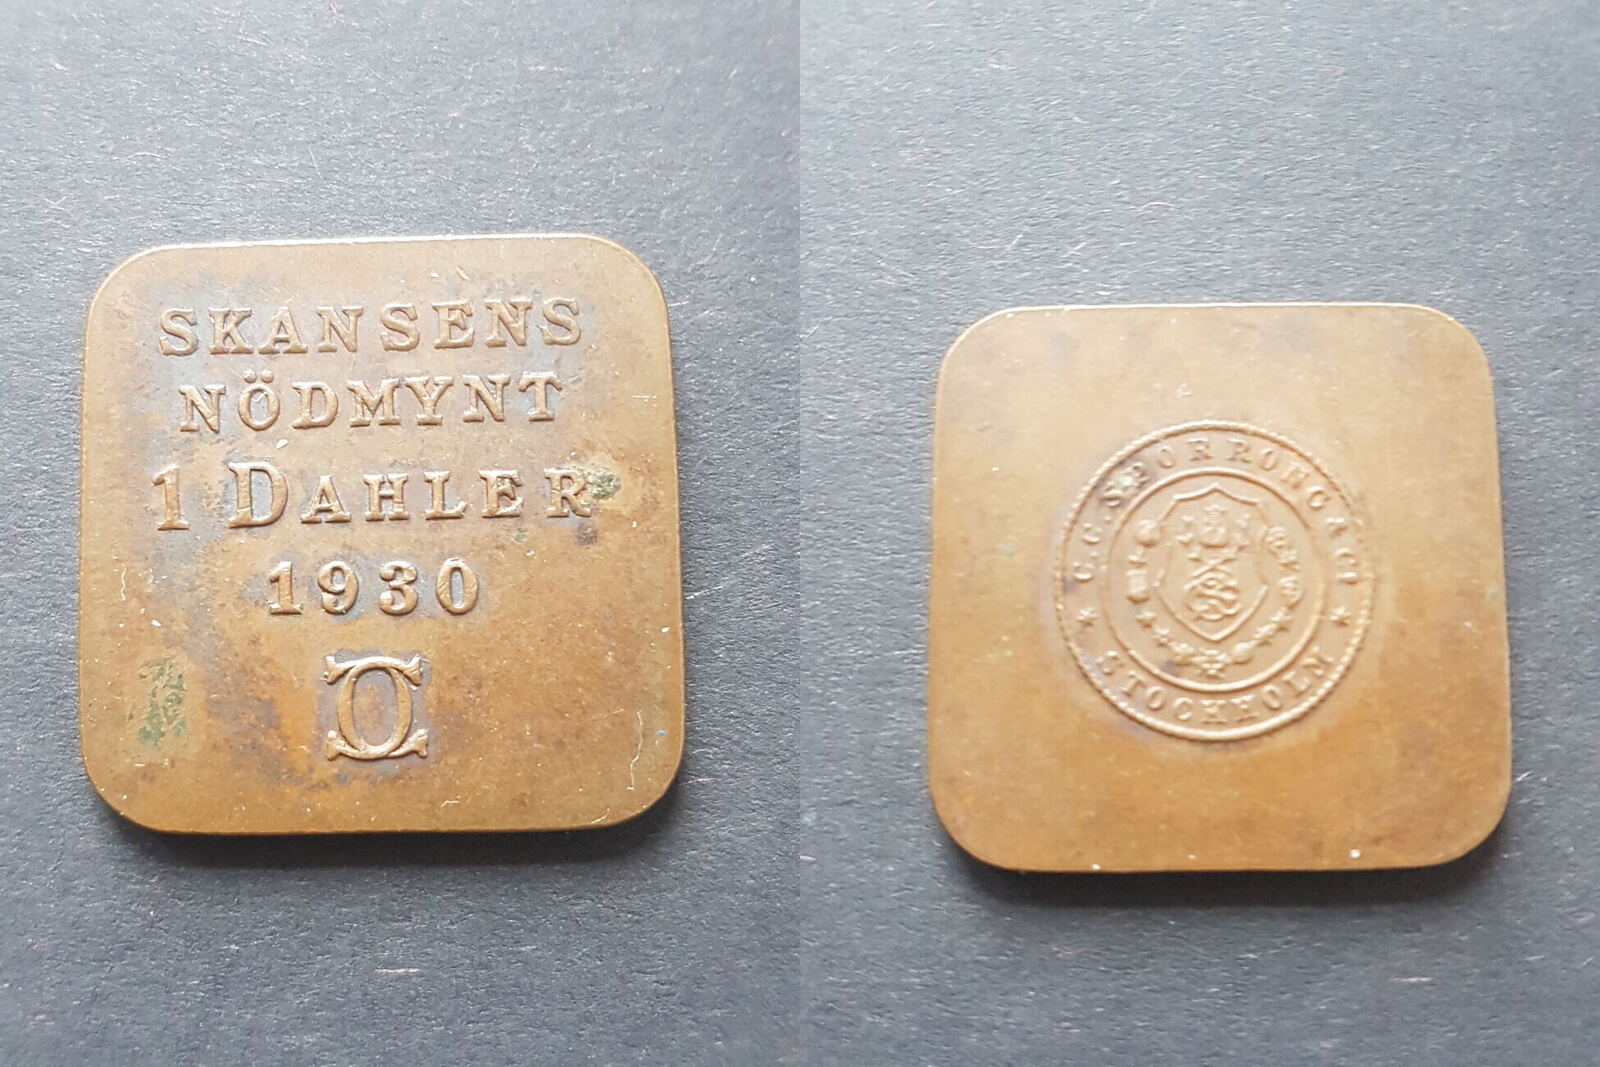 SKANSENS
NÖDMYNT
1 DAHLER
1930
C.C. SPORRONG & Cº
* STOCKHOLM *